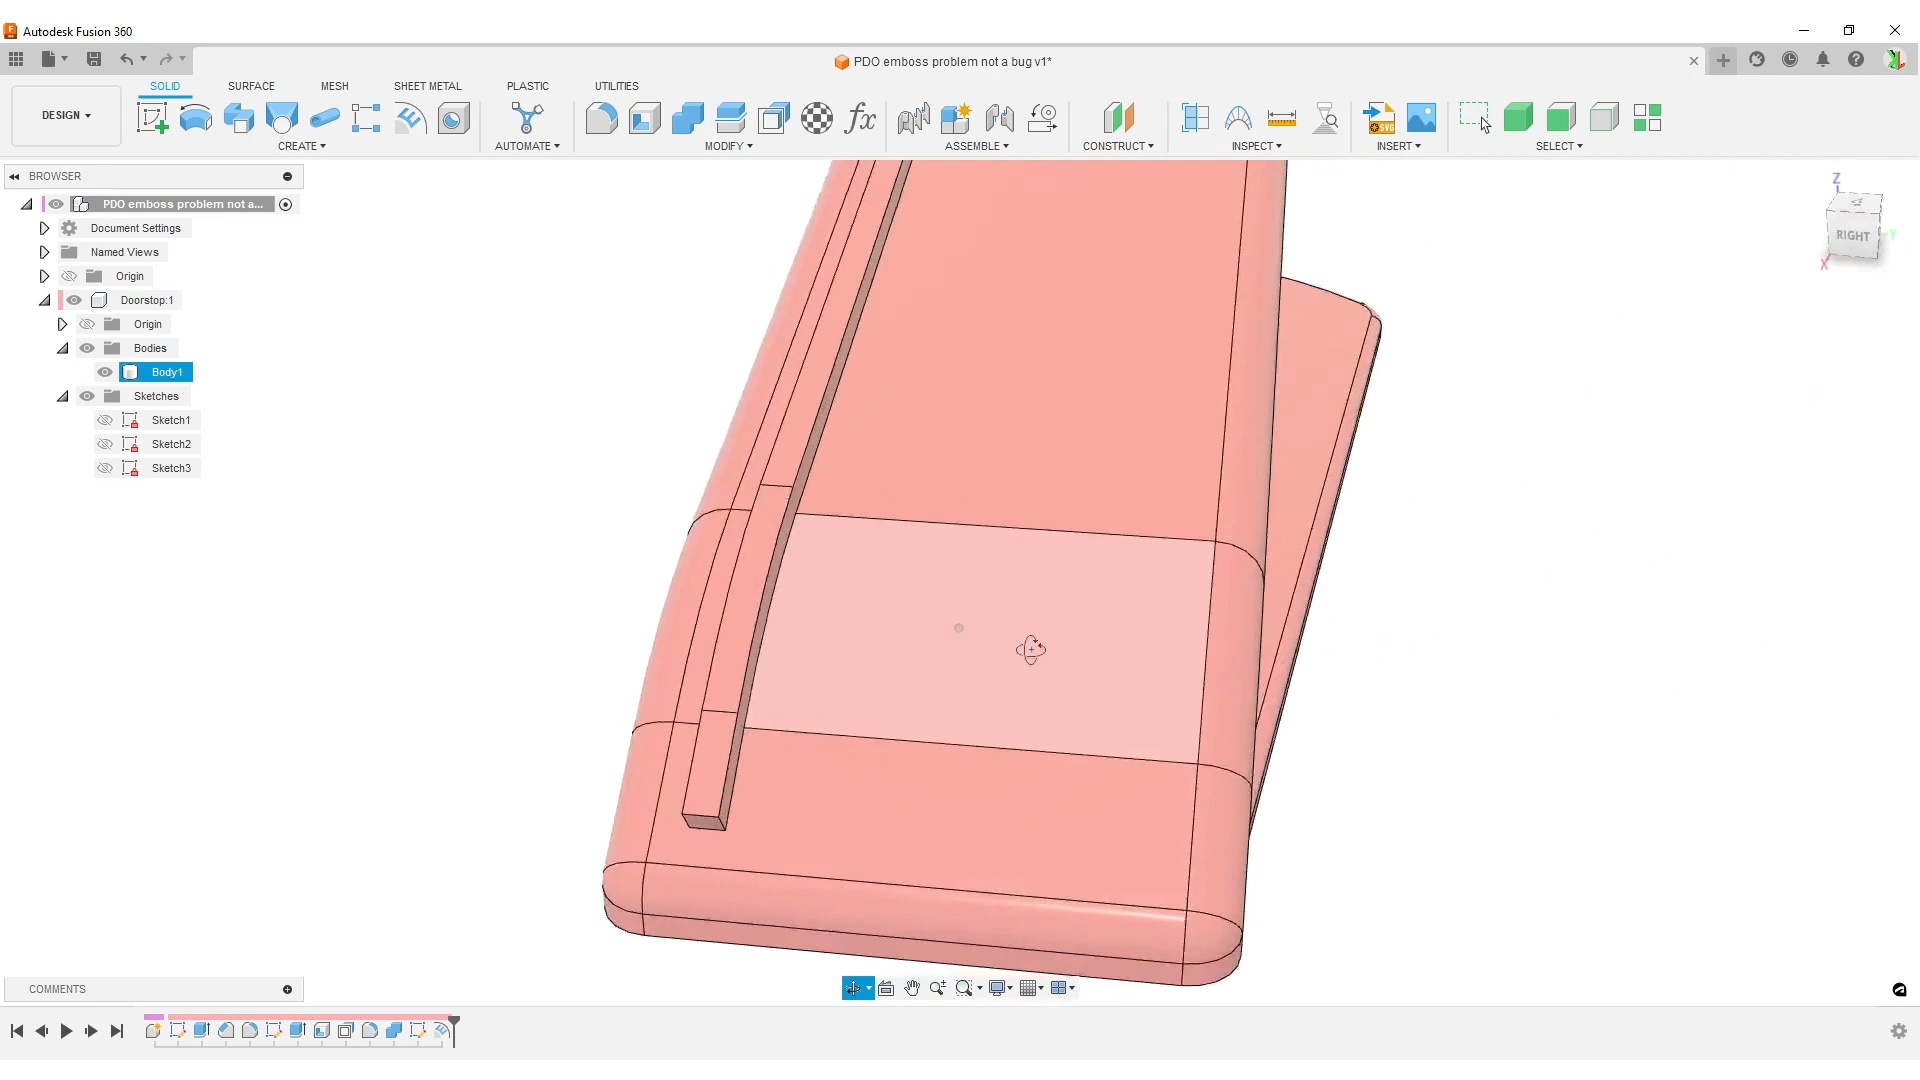 Autodesk Fusion 360
PDO emboss problem not a bug v1*
SOLID SURFACE MESH SHEET METAL PLASTIC UTILITIES
DESIGN
CREATE AUTOMATE MODIFY ASSEMBLE CONSTRUCT INSPECT INSERT SELECT
fx
SVG
BROWSER
PDO emboss problem not a...
Document Settings
Named Views
Origin
Doorstop:1
Origin
Bodies
Body1
Sketches
Sketch1
Sketch2
Sketch3
Z
RIGHT
Y
X
COMMENTS